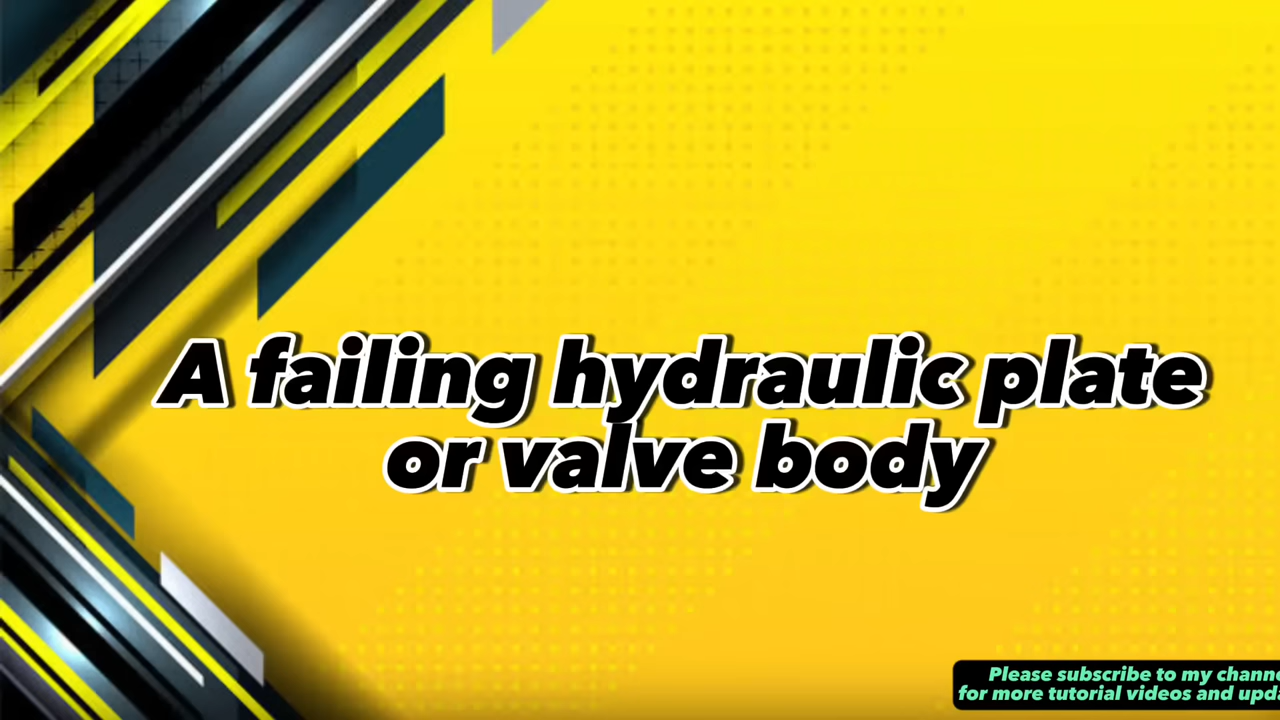 A failing hydraulic plate
or valve body
Please subscribe to my
for more tutorial videos and